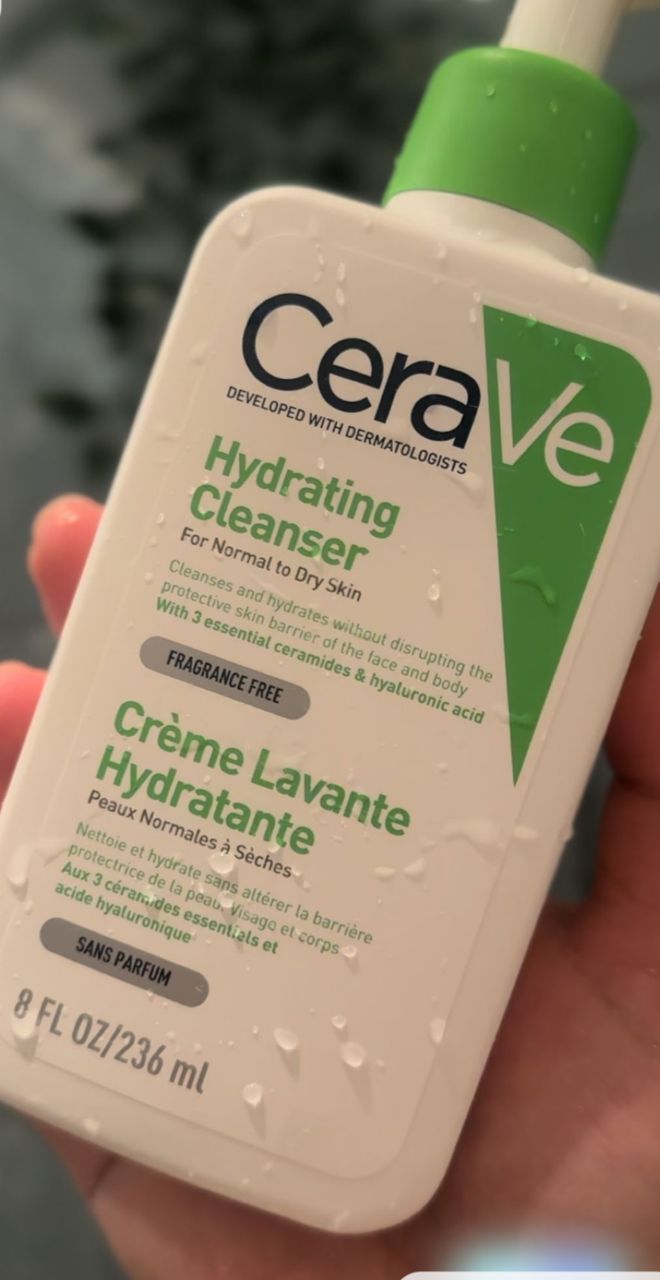 CeraVe
DEVELOPED WITH DERMATOLOGISTS
Hydrating
Cleanser
For Normal to Dry Skin
Cleanses and hydrates without disrupting the
protective skin barrier of the face and body
With 3 essential ceramides & hyaluronic acid
FRAGRANCE FREE
Crème Lavante
Hydratante
Peaux Normales à Sèches
Nettoie et hydrate sans altérer la barrière
protectrice de la peau. Visage et corps
Aux 3 céramides essentiels et
acide hyaluronique
SANS PARFUM
8 FL OZ/236 ml